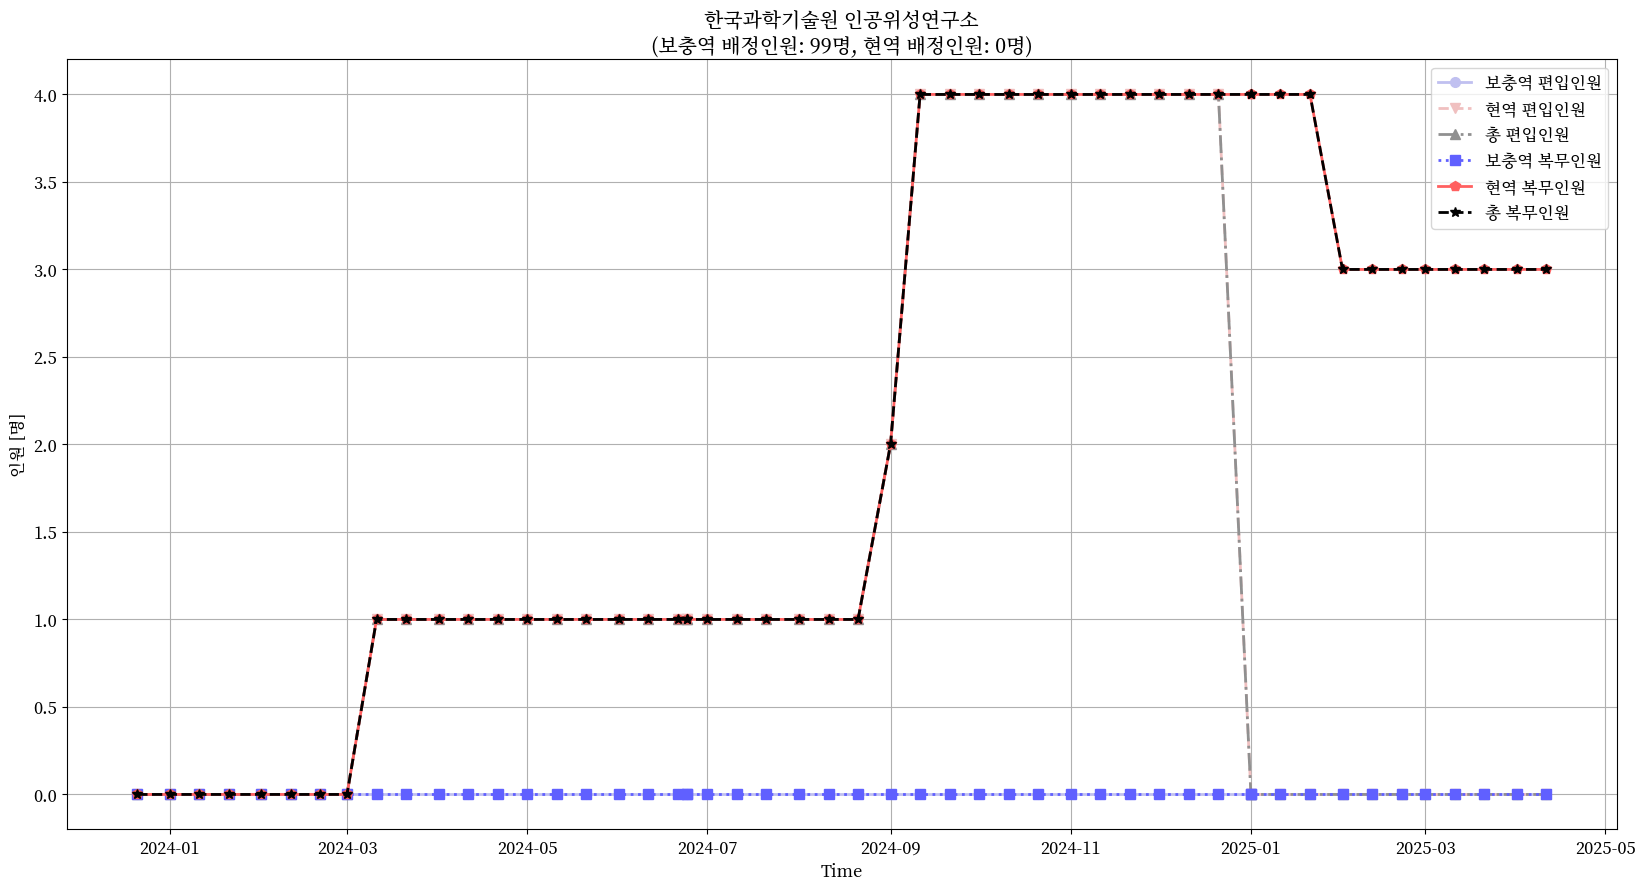 한국과학기술원 인공위성연구소
(보충역 배정인원: 99명, 현역 배정인원: 0명)
보충역 편입인원
현역 편입인원
총 편입인원
보충역 복무인원
현역 복무인원
총 복무인원
인원 [명]
4.0
3.5
3.0
2.5
2.0
1.5
1.0
0.5
0.0
2024-01 2024-03 2024-05 2024-07 2024-09 2024-11 2025-01 2025-03 2025-05
Time